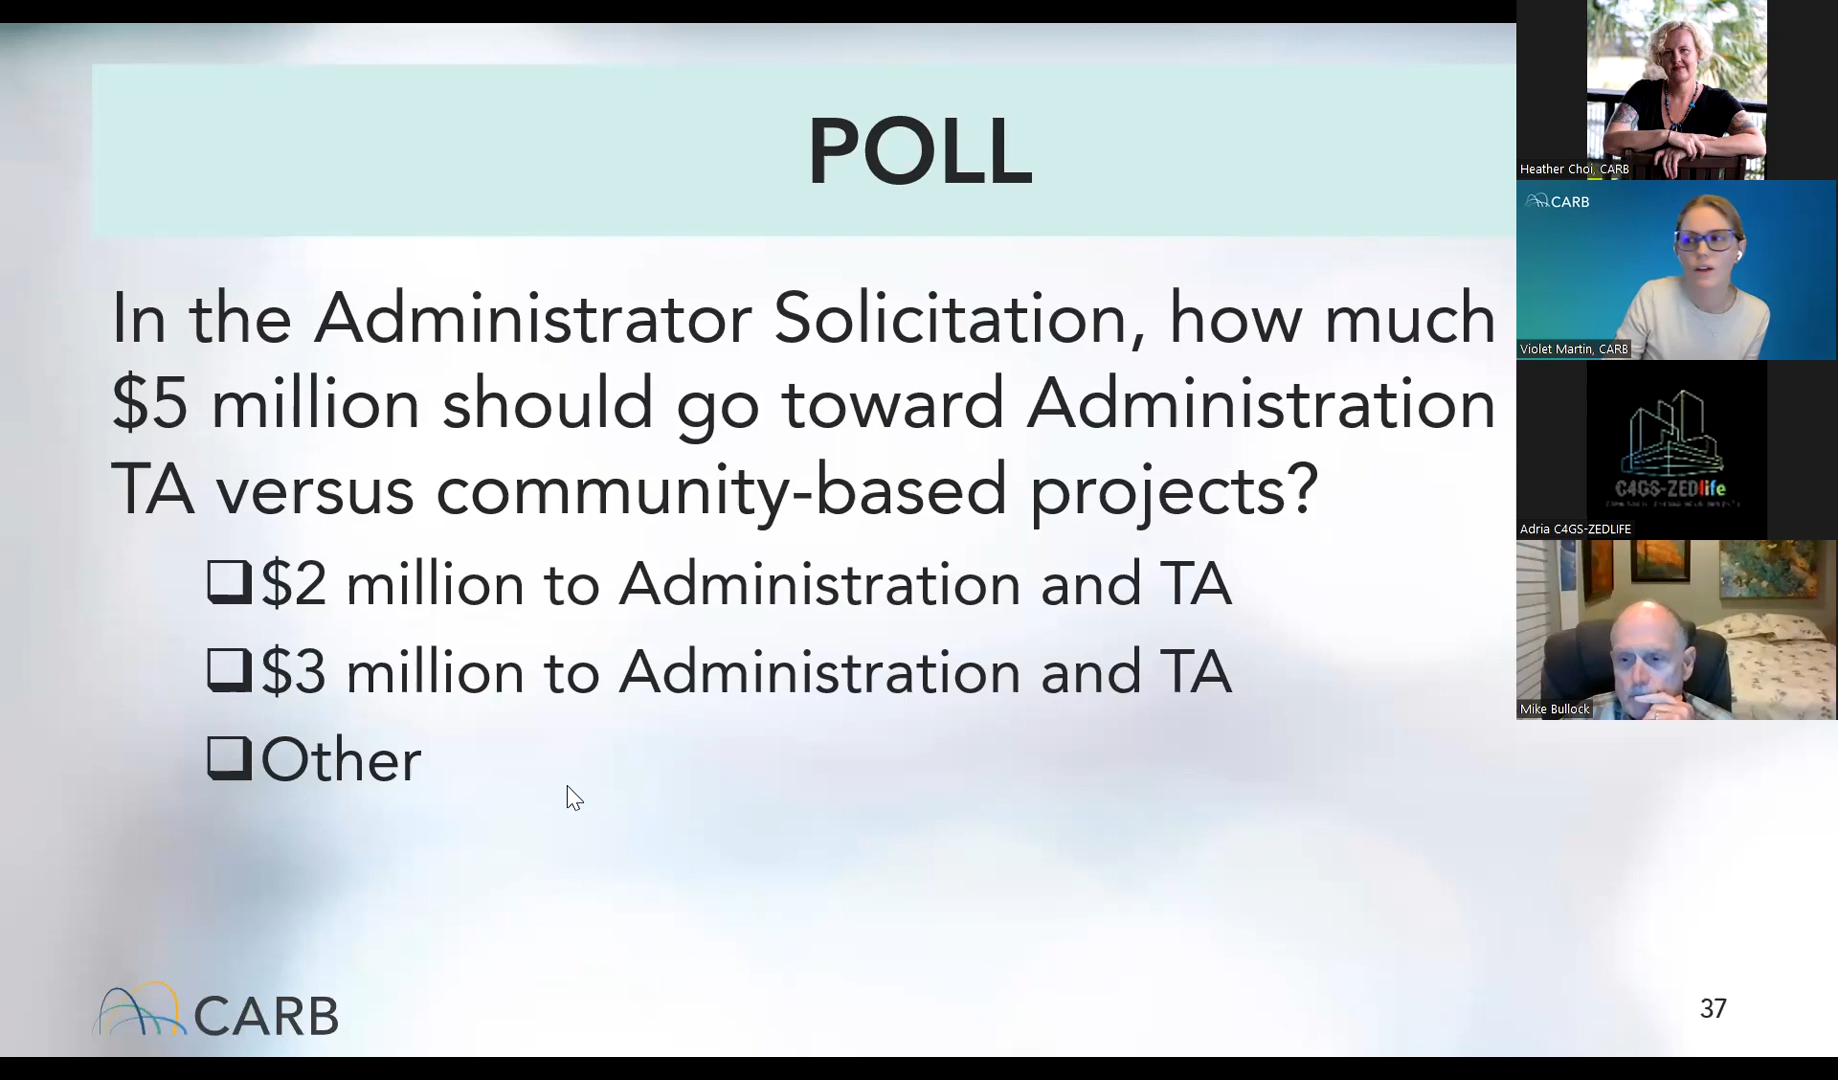 POLL
In the Administrator Solicitation, how much
$5 million should go toward Administration
TA versus community-based projects?
❑$2 million to Administration and TA
❑$3 million to Administration and TA
❑Other
CARB
37
Heather Choi, CARB
CARB
Violet Martin, CARB
C4GS-ZEDlife
Adria C4GS-ZEDLIFE
Mike Bullock